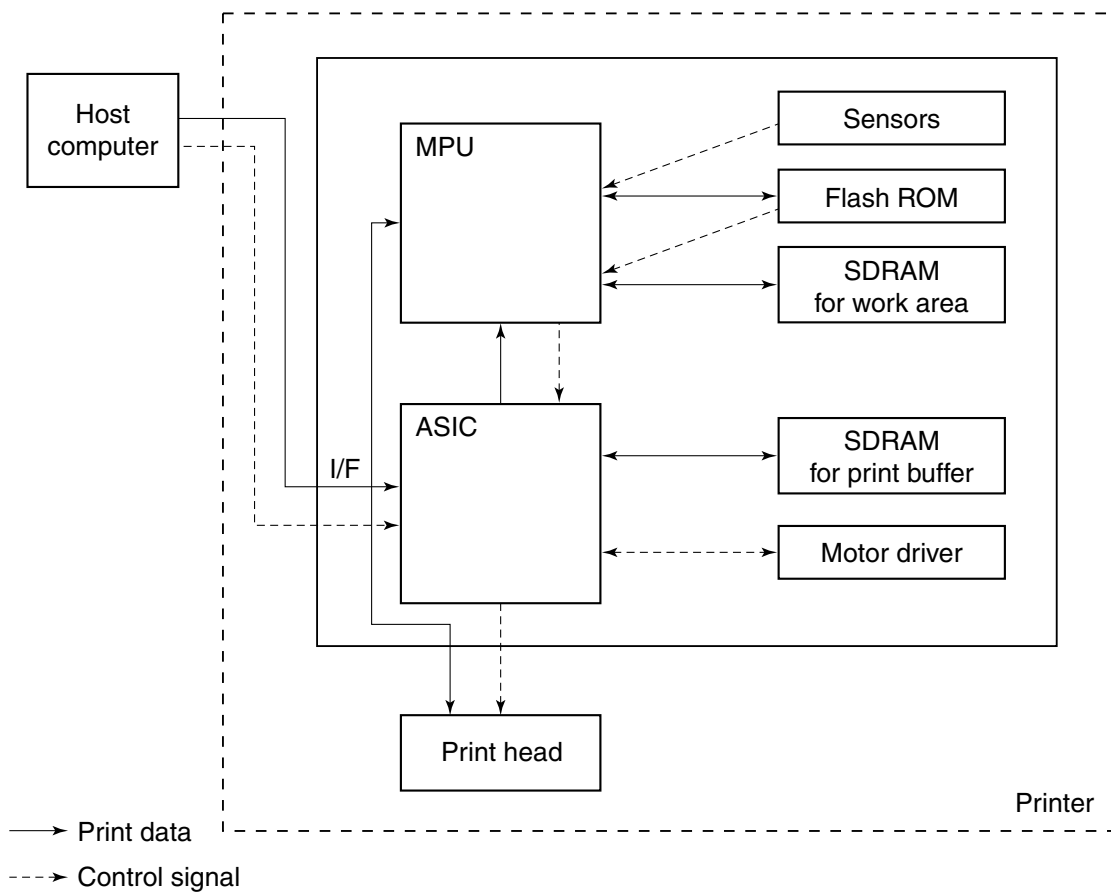 Host
computer
MPU
Sensors
Flash ROM
SDRAM
for work area
ASIC
I/F
SDRAM
for print buffer
Motor driver
Print head
Printer
Print data
Control signal